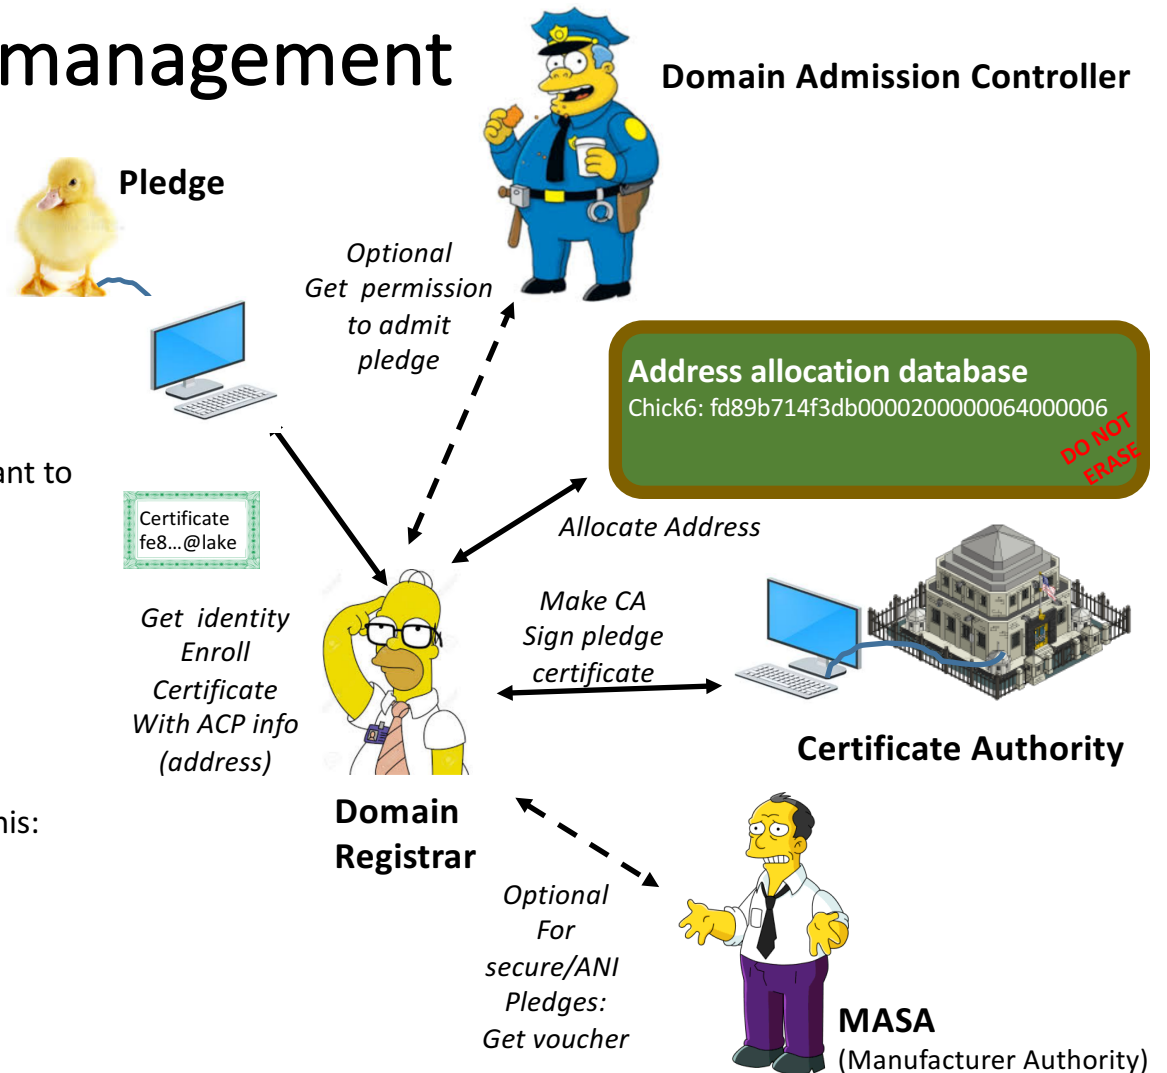 management
Domain Admission Controller
Pledge
Optional
Get permission
to admit
pledge
Address allocation database
Chick6: fd89b714f3db0000200000064000006
DO NOT
ERASE
ant to
Certificate
fe8...@lake
Allocate Address
Get identity
Enroll
Certificate
With ACP info
(address)
Make CA
Sign pledge
certificate
Certificate Authority
his:
Domain
Registrar
Optional
For
secure/ANI
Pledges:
Get voucher
MASA
(Manufacturer Authority)